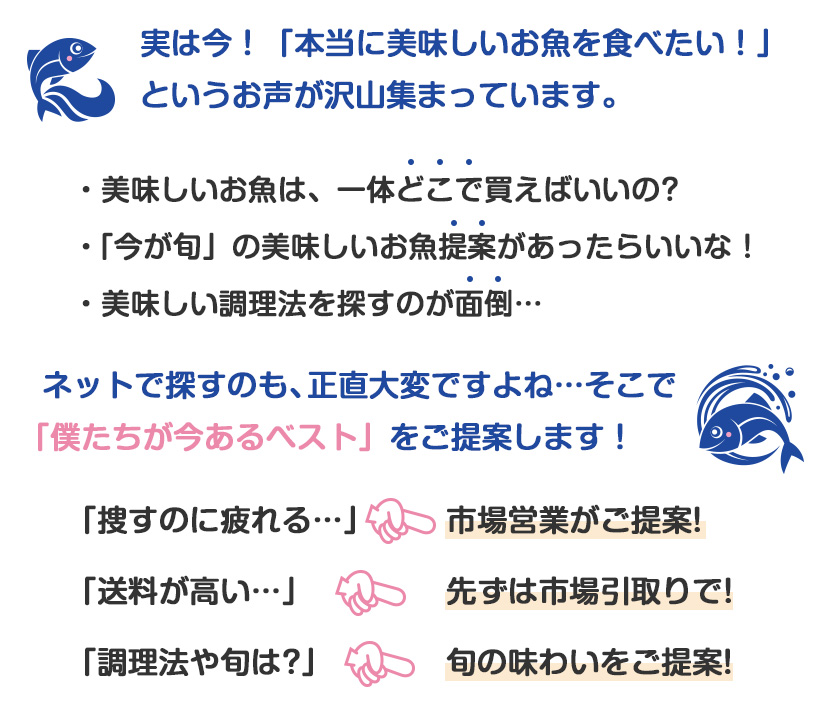 実は今！「本当に美味しいお魚を食べたい！」
というお声が沢山集まっています。
・美味しいお魚は、一体どこで買えばいいの?
・「今が旬」の美味しいお魚提案があったらいいな！
・美味しい調理法を探すのが面倒…
ネットで探すのも、正直大変ですよね…そこで
「僕たちが今あるベスト」をご提案します！
「捜すのに疲れる…」 市場営業がご提案!
「送料が高い…」 先ずは市場引取りで!
「調理法や旬は?」 旬の味わいをご提案!